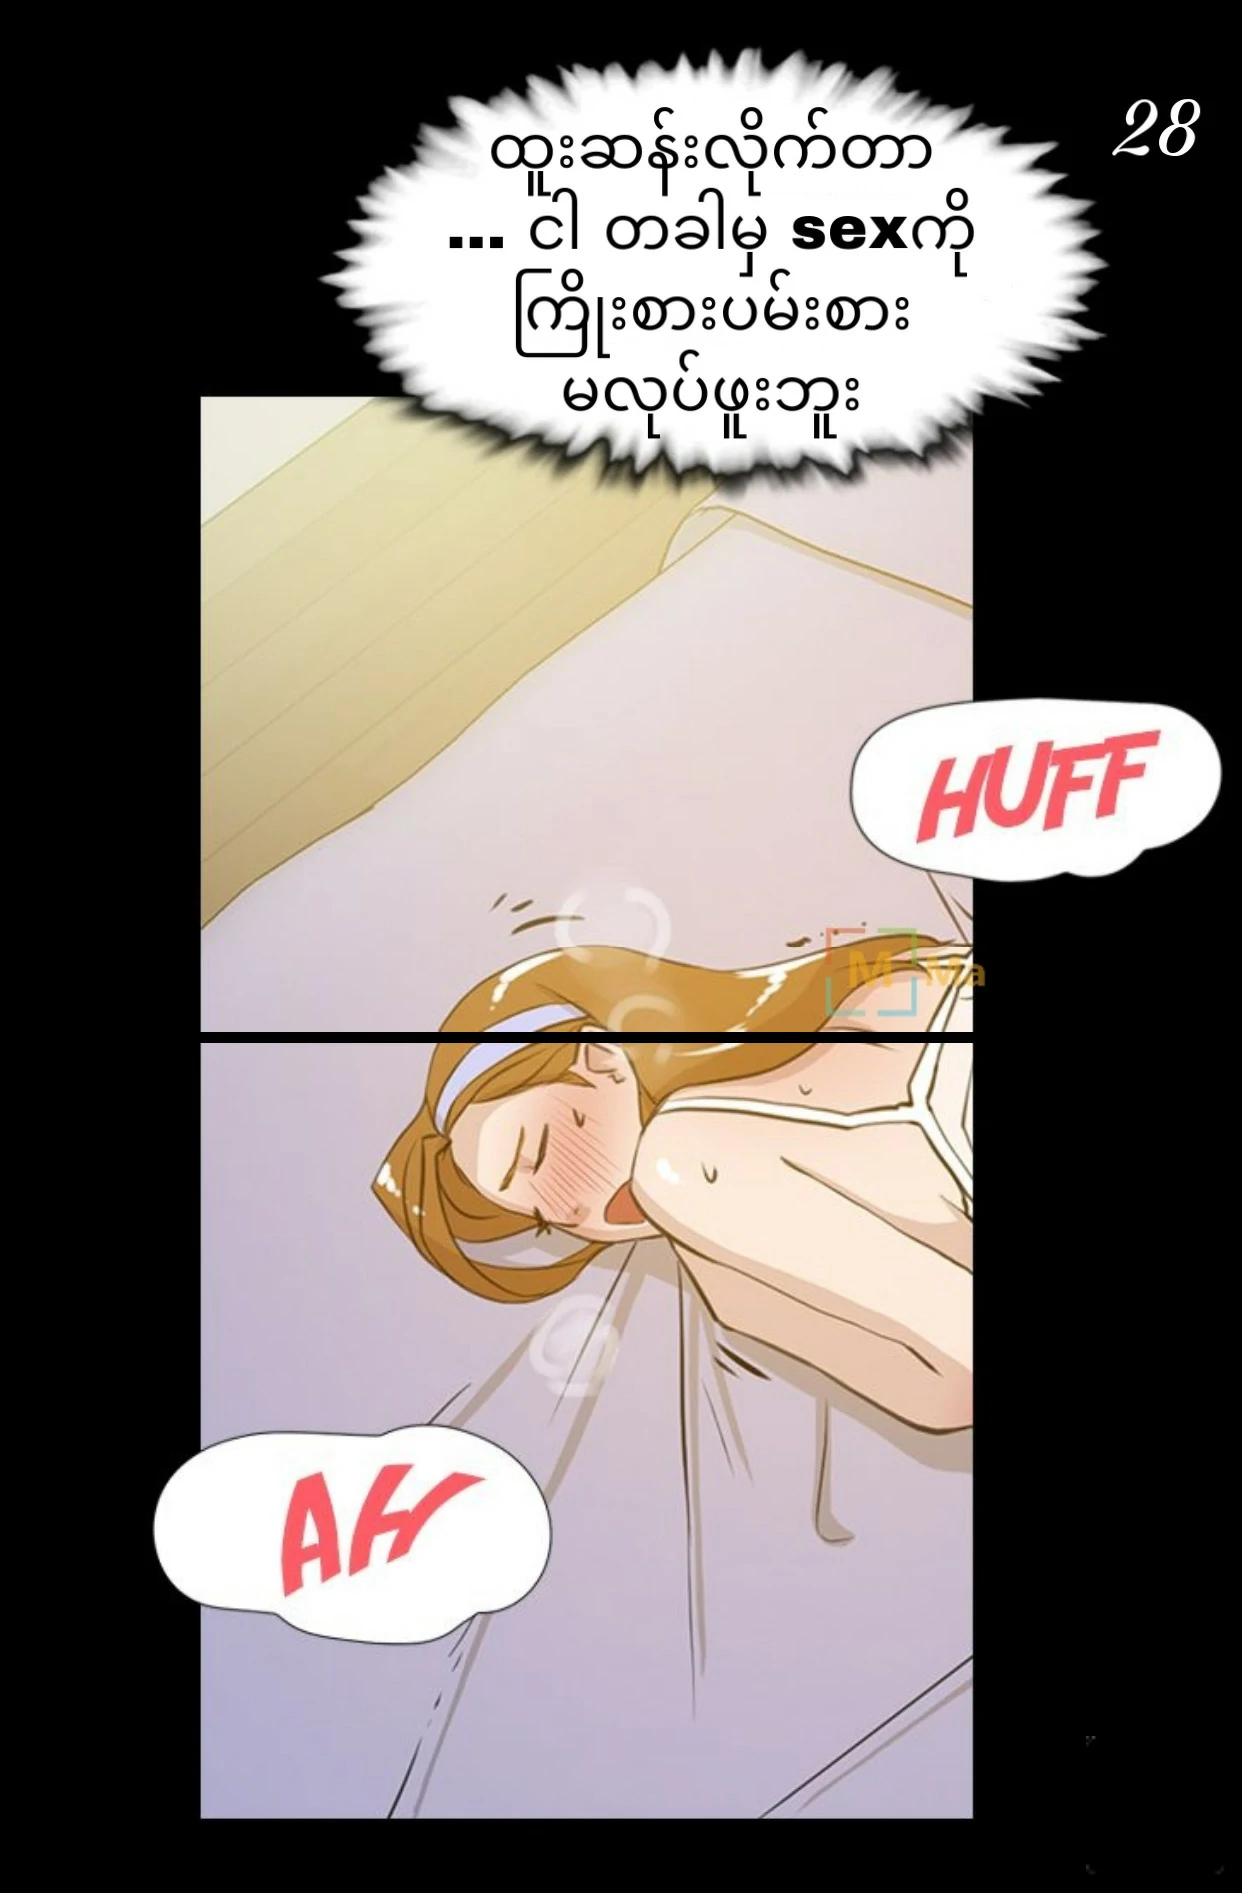 28
ထူးဆန်းလိုက်တာ
... ငါ တခါမှ sexကို
ကြိုးစားပမ်းစား
မလုပ်ဖူးဘူး
HUFF
M Ma
AH